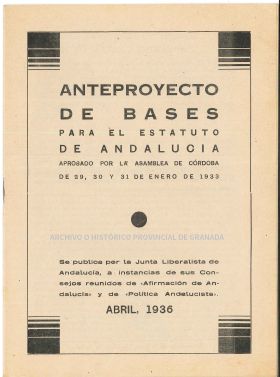 ANTEPROYECTO
DE BASES
PARA EL ESTATUTO
DE ANDALUCIA
APROBADO POR LA ASAMBLEA DE CÓRDOBA
DE 29, 30 Y 31 DE ENERO DE 1933
ARCHIVO O HISTÓRICO PROVINCIAL DE GRANADA
Se publica por la Junta Liberalista de
Andalucía, a instancias de sus Con-
sejos reunidos de «Afirmación de An-
dalucía» y de «Política Andalucista».
ABRIL, 1936